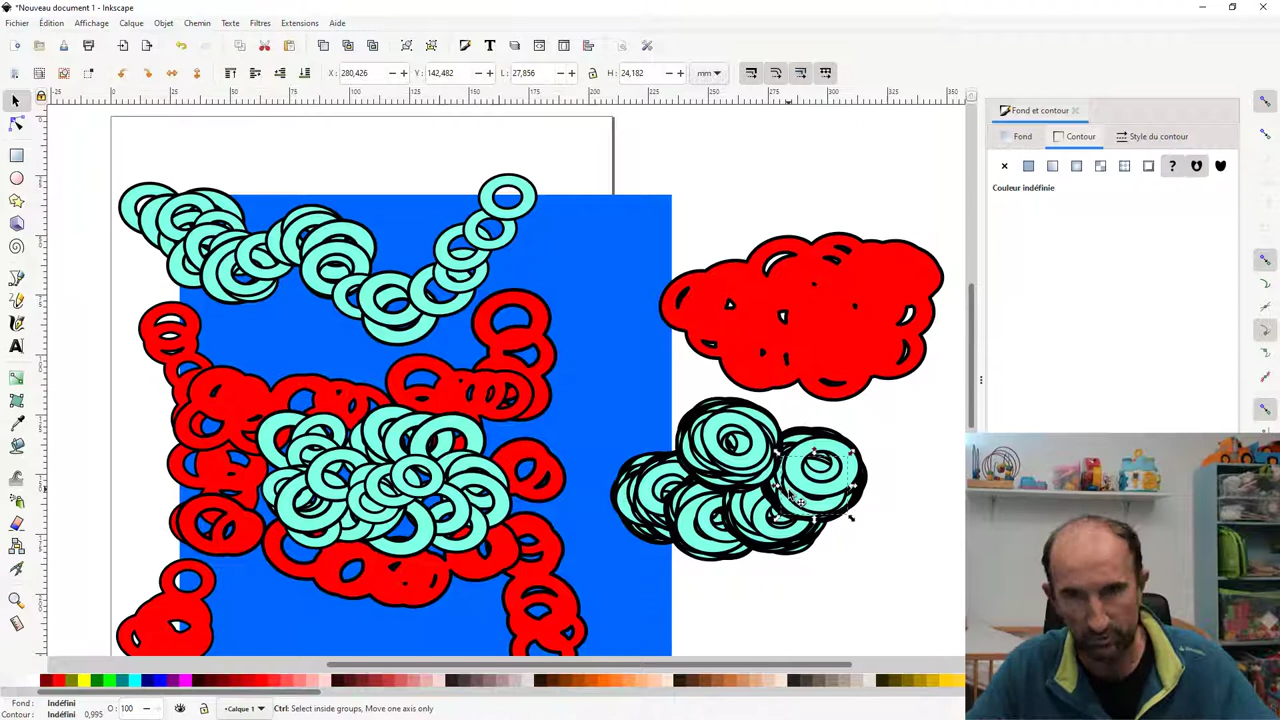 *Nouveau document 1 - Inkscape
Fichier Édition Affichage Calque Objet Chemin Texte Filtres Extensions Aide
X: 280,426 Y: 142,482 L: 27,856 H: 24,182 mm
Fond et contour
Fond Contour Style du contour
Couleur indéfinie
Fond : Indéfini
Contour : Indéfini 0,995
O: 100
Calque 1
Ctrl: Select inside groups, Move one axis only